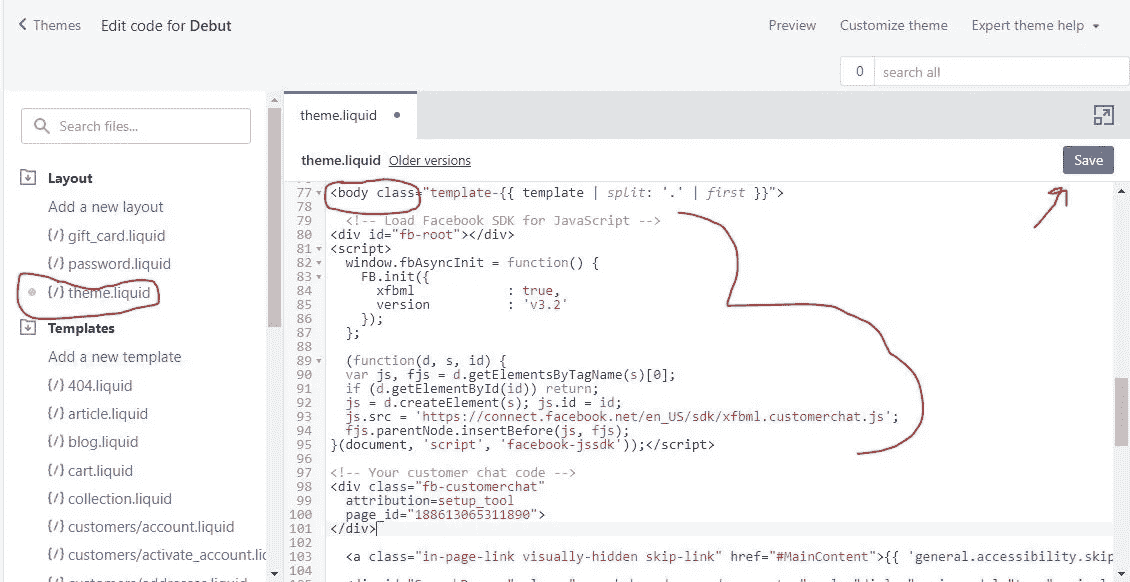 Themes Edit code for Debut
Preview Customize theme Expert theme help
0 search all
Search files...
Layout
Add a new layout
{/} gift_card.liquid
{/} password.liquid
{/} theme.liquid
Templates
Add a new template
{/} 404.liquid
{/} article.liquid
{/} blog.liquid
{/} cart.liquid
{/} collection.liquid
{/} customers/account.liquid
{/} customers/activate_account.lic
{/} customers/addresses.liquid
theme.liquid
theme.liquid Older versions
Save
77 <body class="template-{{ template | split: '.' | first }}">
78
79 <!-- Load Facebook SDK for JavaScript -->
80 <div id="fb-root"></div>
81 <script>
82 window.fbAsyncInit = function() {
83 FB.init({
84 xfbml : true,
85 version : 'v3.2'
86 });
87 };
88
89 (function(d, s, id) {
90 var js, fjs = d.getElementsByTagName(s)[0];
91 if (d.getElementById(id)) return;
92 js = d.createElement(s); js.id = id;
93 js.src = 'https://connect.facebook.net/en_US/sdk/xfbml.customerchat.js';
94 fjs.parentNode.insertBefore(js, fjs);
95 }(document, 'script', 'facebook-jssdk'));</script>
96
97 <!-- Your customer chat code -->
98 <div class="fb-customerchat"
99 attribution=setup_tool
100 page_id="188613065311890">
101 </div>
102
103 <a class="in-page-link visually-hidden skip-link" href="#MainContent">{{ 'general.accessibility.skip
104